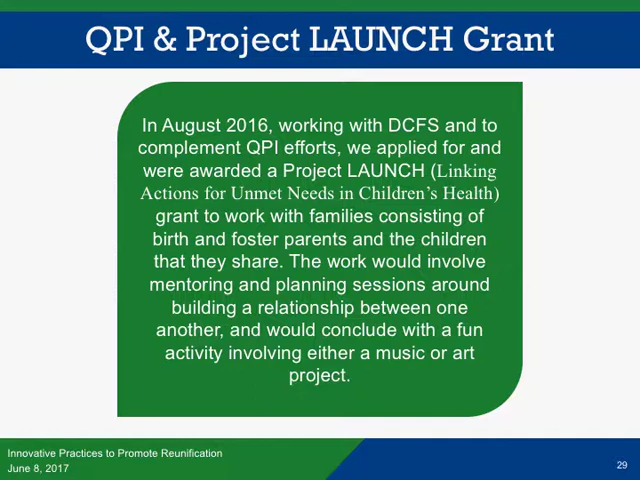 QPI & Project LAUNCH Grant
In August 2016, working with DCFS and to
complement QPI efforts, we applied for and
were awarded a Project LAUNCH (Linking
Actions for Unmet Needs in Children’s Health)
grant to work with families consisting of
birth and foster parents and the children
that they share. The work would involve
mentoring and planning sessions around
building a relationship between one
another, and would conclude with a fun
activity involving either a music or art
project.
Innovative Practices to Promote Reunification
June 8, 2017
29